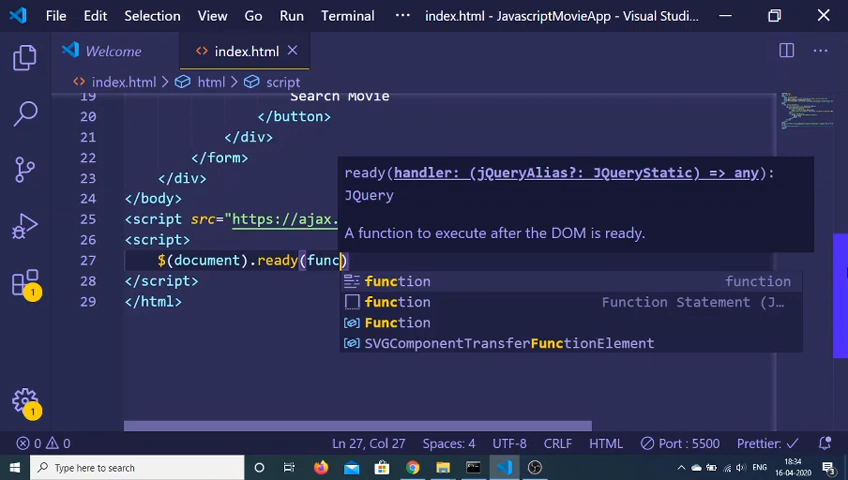 File Edit Selection View Go Run Terminal ··· index.html - JavascriptMovieApp - Visual Studi...
Welcome <> index.html ×
<> index.html > html > script
19 Search Movie
20 </button>
21 </div>
22 </form>
23 </div>
24 </body>
25 <script src="https://ajax.
26 <script>
27 $(document).ready(func)
28 </script>
29 </html>
ready(handler: (jQueryAlias?: JQueryStatic) => any):
JQuery
A function to execute after the DOM is ready.
function function
function Function Statement (J…
Function
SVGComponentTransferFunctionElement
1
1
0 0 Ln 27, Col 27 Spaces: 4 UTF-8 CRLF HTML Port : 5500 Prettier: ✓
Type here to search ENG 18:34
16-04-2020 3